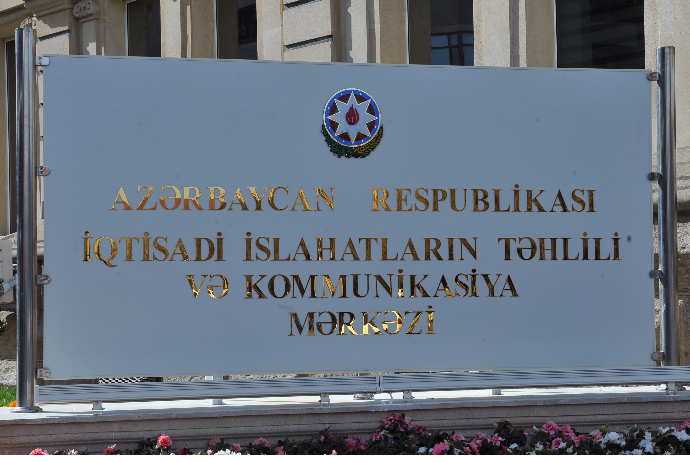 AZƏRBAYCAN RESPUBLİKASI
İQTİSADİ İSLAHATLARIN TƏHLİLİ
VƏ KOMMUNİKASİYA
MƏRKƏZİ